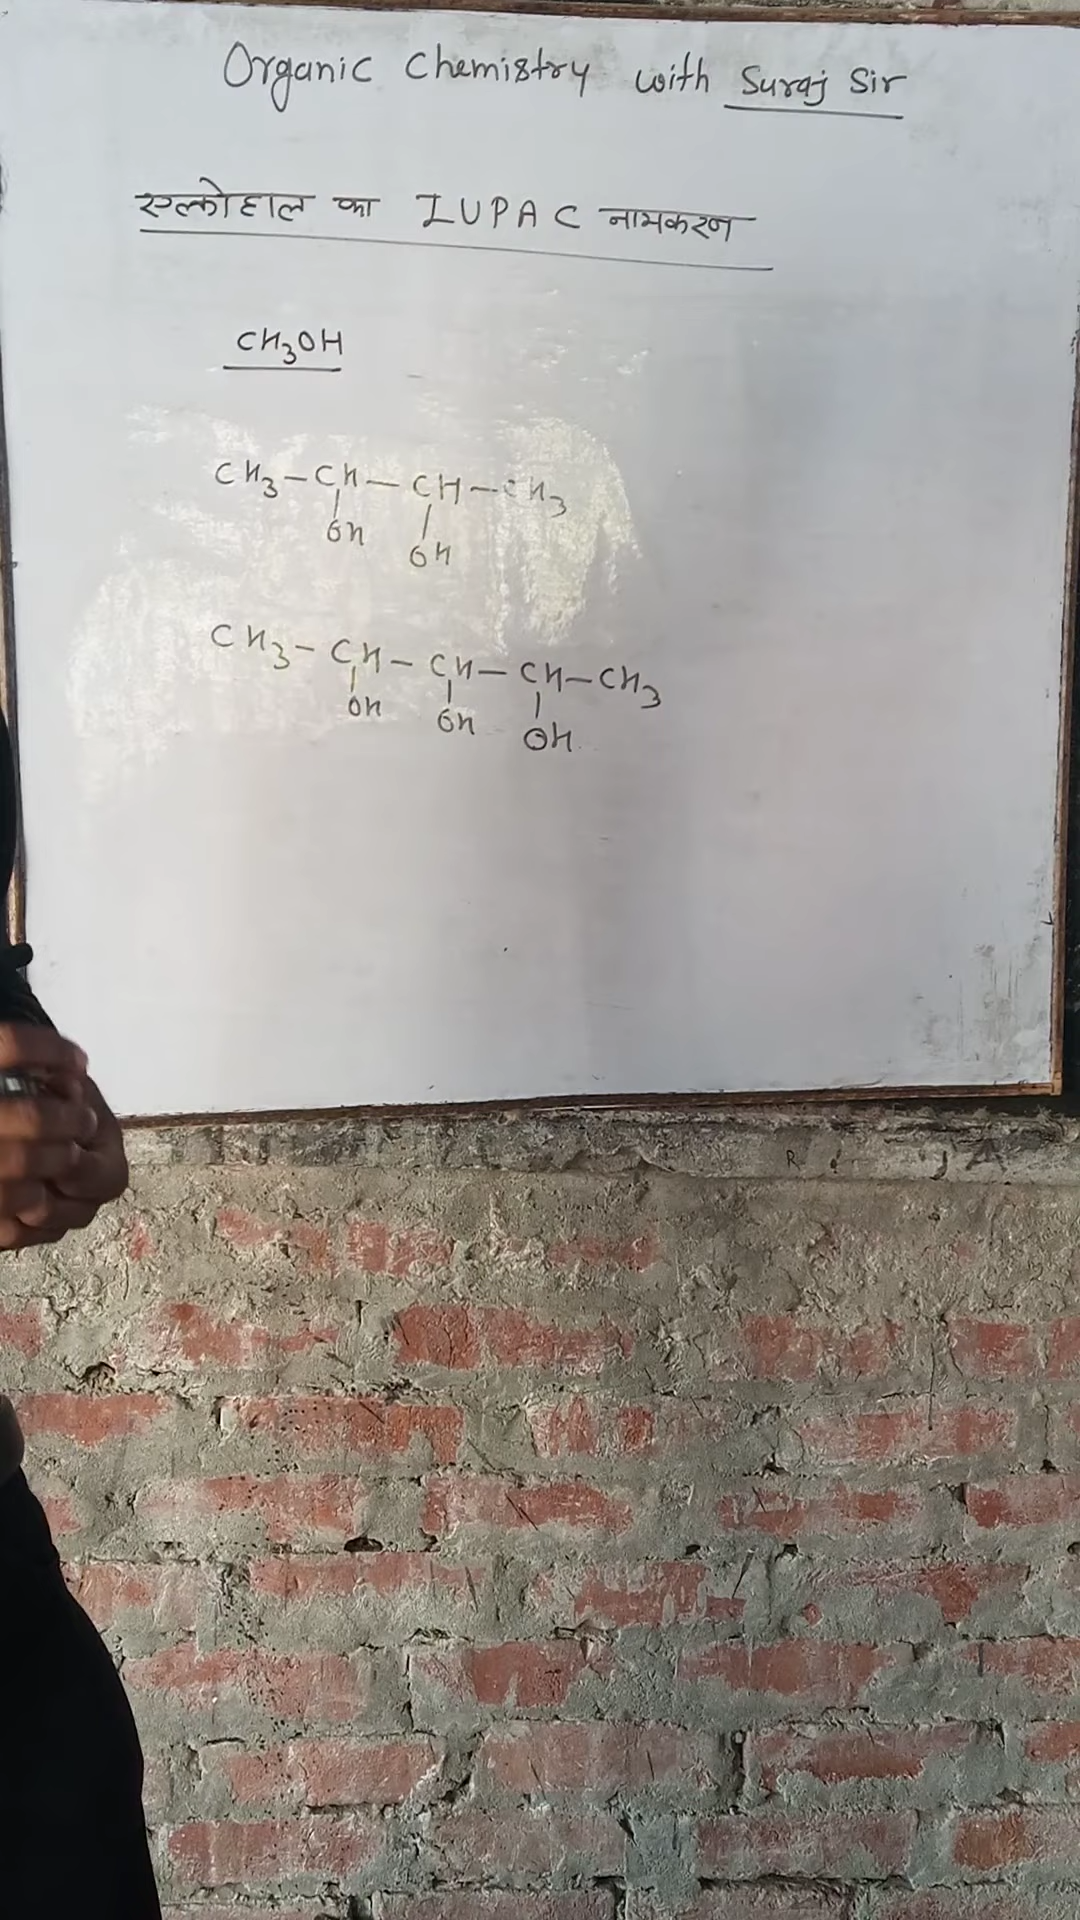 Organic Chemistry with Suraj Sir
एल्कोहाल का IUPAC नामकरण
CH3OH
CH3-CH-CH-CH3
OH OH
CH3-CH-CH-CH-CH3
OH OH OH